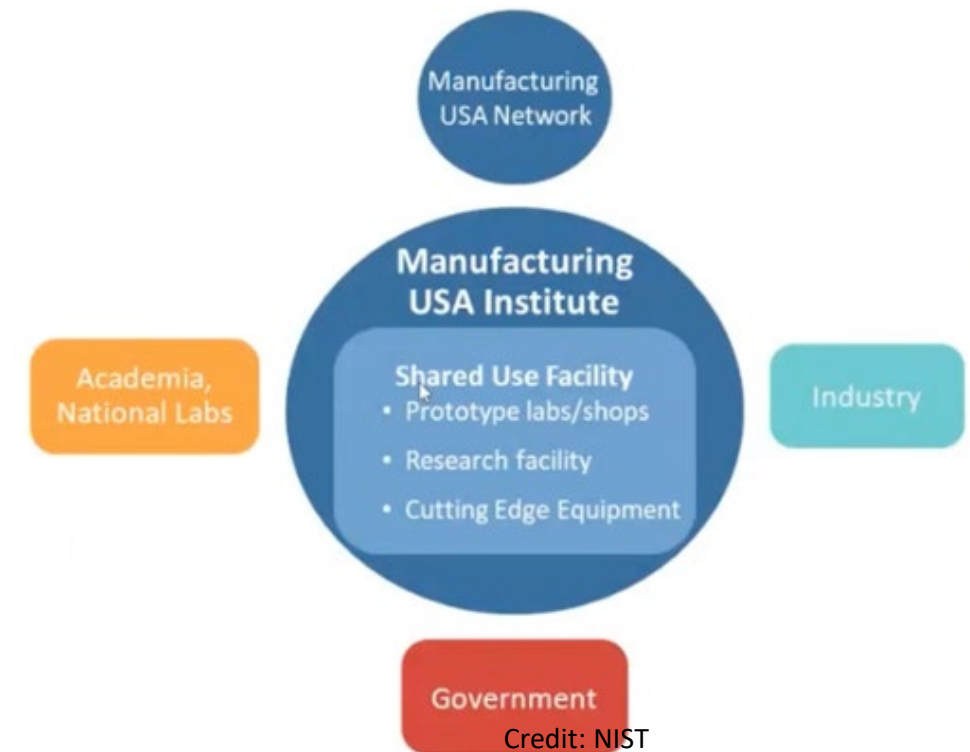 Manufacturing
USA Network
Manufacturing
USA Institute
Shared Use Facility
• Prototype labs/shops
• Research facility
• Cutting Edge Equipment
Academia,
National Labs
Industry
Government
Credit: NIST